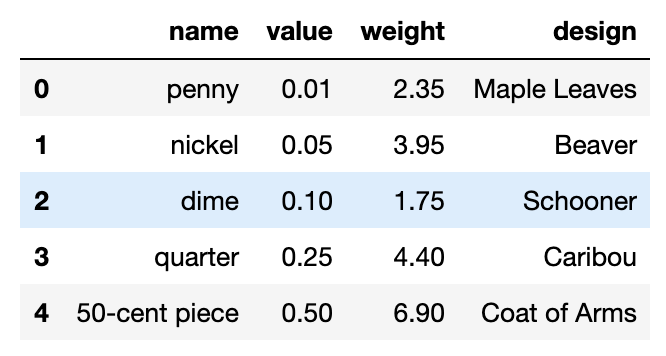 name value weight design
0 penny 0.01 2.35 Maple Leaves
1 nickel 0.05 3.95 Beaver
2 dime 0.10 1.75 Schooner
3 quarter 0.25 4.40 Caribou
4 50-cent piece 0.50 6.90 Coat of Arms